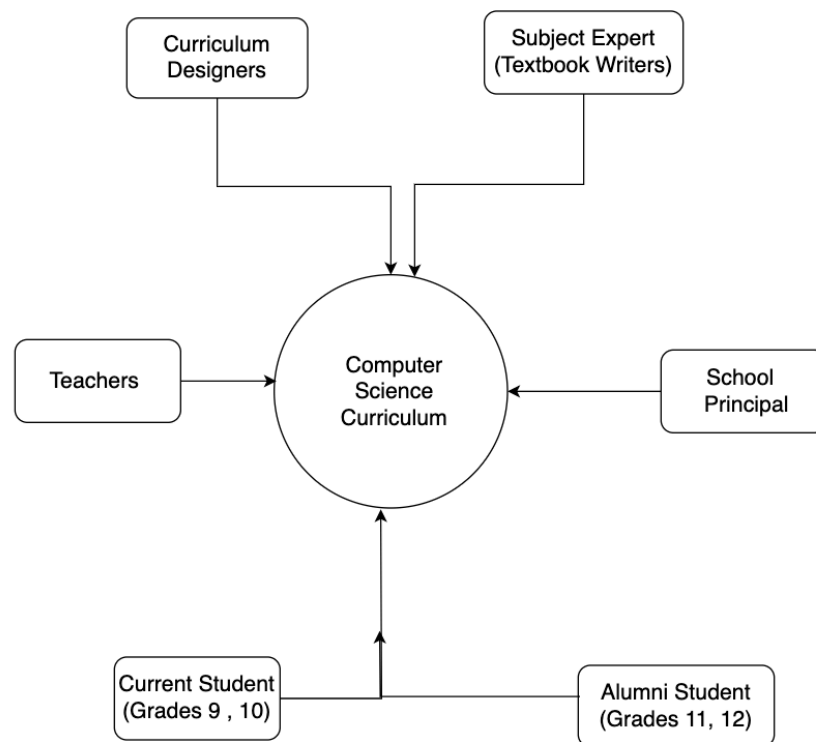 Curriculum
Designers
Subject Expert
(Textbook Writers)
Teachers
Computer
Science
Curriculum
School
Principal
Current Student
(Grades 9 , 10)
Alumni Student
(Grades 11, 12)